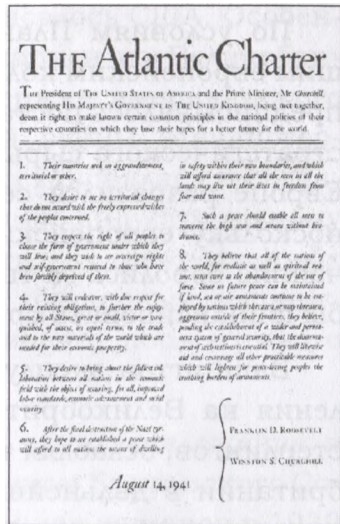 THE Atlantic Charter
THE President of THE UNITED STATES OF AMERICA and the Prime Minister, Mr Churchill,
representing HIS MAJESTY'S GOVERNMENT IN THE UNITED KINGDOM, being met together,
deem it right to make known certain common principles in the national policies of their
respective countries on which they base their hopes for a better future for the world.
1. Their countries seek no aggrandisement,
territorial or other.
2. They desire to see no territorial changes
that do not accord with the freely expressed wishes
of the peoples concerned.
3. They respect the right of all peoples to
choose the form of government under which they
will live; and they wish to see sovereign rights
and self-government restored to those who have
been forcibly deprived of them.
4. They will endeavor, with due respect for
their existing obligations, to further the enjoy-
ment by all States, great or small, victor or van-
quished, of access, on equal terms, to the trade
and to the raw materials of the world which are
needed for their economic prosperity.
5. They desire to bring about the fullest col-
laboration between all nations in the economic
field with the object of securing, for all, improved
labor standards, economic advancement and social
security.
6. After the final destruction of the Nazi tyr-
anny, they hope to see established a peace which
will afford to all nations the means of dwelling
in safety within their own boundaries, and which
will afford assurance that all the men in all the
lands may live out their lives in freedom from
fear and want.
7. Such a peace should enable all men to
traverse the high seas and oceans without hin-
drance.
8. They believe that all of the nations of
the world, for realistic as well as spiritual rea-
sons, must come to the abandonment of the use of
force. Since no future peace can be maintained
if land, sea or air armaments continue to be em-
ployed by nations which threaten, or may threaten,
aggression outside of their frontiers, they believe,
pending the establishment of a wider and perma-
nent system of general security, that the disarma-
ment of such nations is essential. They will likewise
aid and encourage all other practicable measures
which will lighten for peace-loving peoples the
crushing burden of armaments.
FRANKLIN D. ROOSEVELT
WINSTON S. CHURCHILL
August 14, 1941